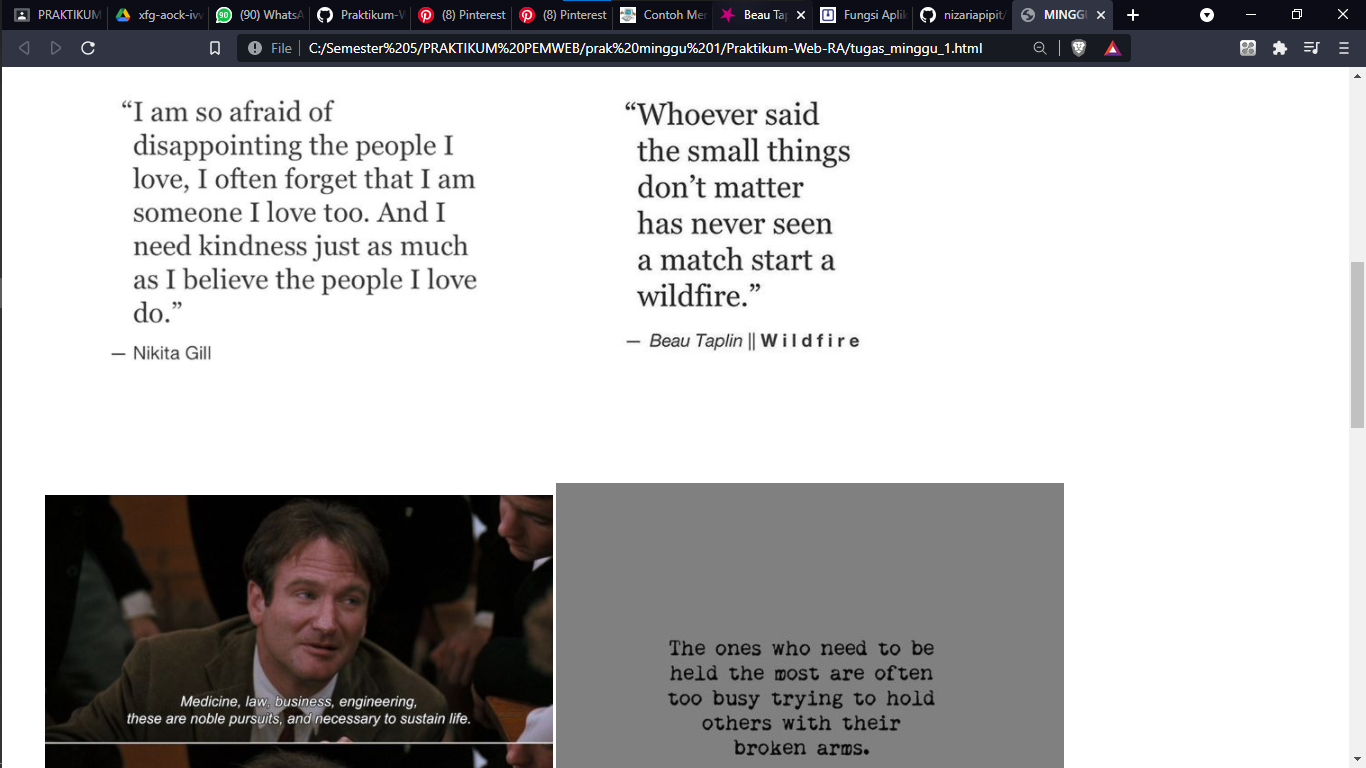 PRAKTIKUM
xfg-aock-iv
(90) WhatsA
Praktikum-W
(8) Pinterest
(8) Pinterest
Contoh Mer
Beau Tap
Fungsi Aplik
nizariapipit/
MINGGU
File
C:/Semester%205/PRAKTIKUM%20PEMWEB/prak%20minggu%201/Praktikum-Web-RA/tugas_minggu_1.html
“I am so afraid of
disappointing the people I
love, I often forget that I am
someone I love too. And I
need kindness just as much
as I believe the people I love
do.”
— Nikita Gill
“Whoever said
the small things
don’t matter
has never seen
a match start a
wildfire.”
— Beau Taplin || Wildfire
Medicine, law, business, engineering,
these are noble pursuits, and necessary to sustain life.
The ones who need to be
held the most are often
too busy trying to hold
others with their
broken arms.